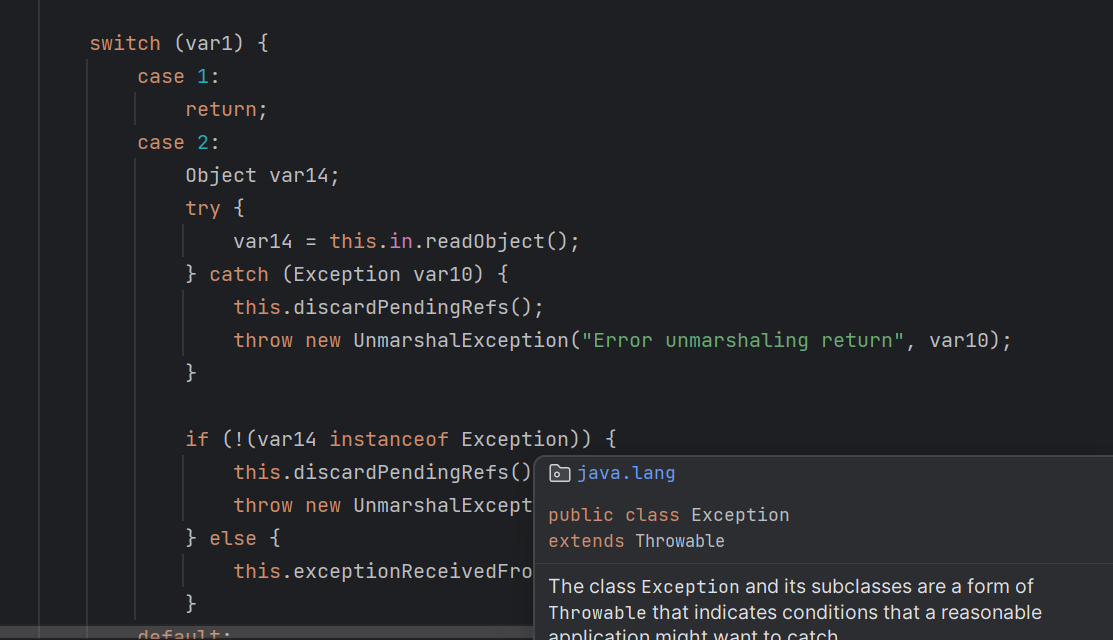 switch (var1) {
case 1:
return;
case 2:
Object var14;
try {
var14 = this.in.readObject();
} catch (Exception var10) {
this.discardPendingRefs();
throw new UnmarshalException("Error unmarshaling return", var10);
}
if (!(var14 instanceof Exception)) {
this.discardPendingRefs()
throw new UnmarshalExcept
} else {
this.exceptionReceivedFro
}
default:
java.lang
public class Exception
extends Throwable
The class Exception and its subclasses are a form of
Throwable that indicates conditions that a reasonable
application might want to catch.